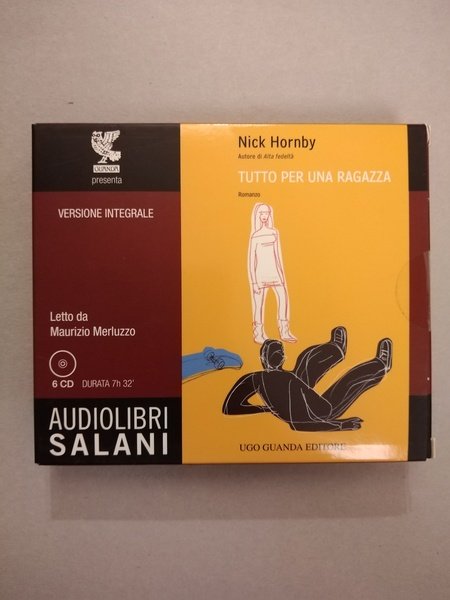 GUANDA
presenta
VERSIONE INTEGRALE
Letto da
Maurizio Merluzzo
6 CD DURATA 7h 32'
AUDIOLIBRI
SALANI
Nick Hornby
Autore di Alta fedeltà
TUTTO PER UNA RAGAZZA
Romanzo
UGO GUANDA EDITORE